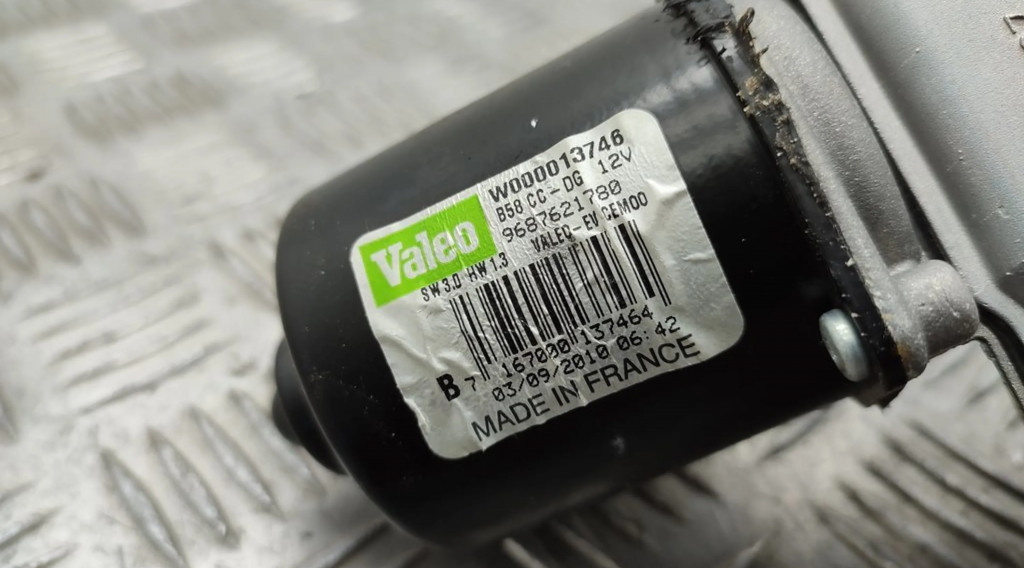 Valeo
W000013746
B58 CC-DG 12V
9687621780
SW3.0 HW1.3 VALEO-EV CEM00
7 167000 137464
B 03/09/2010 06:42
MADE IN FRANCE